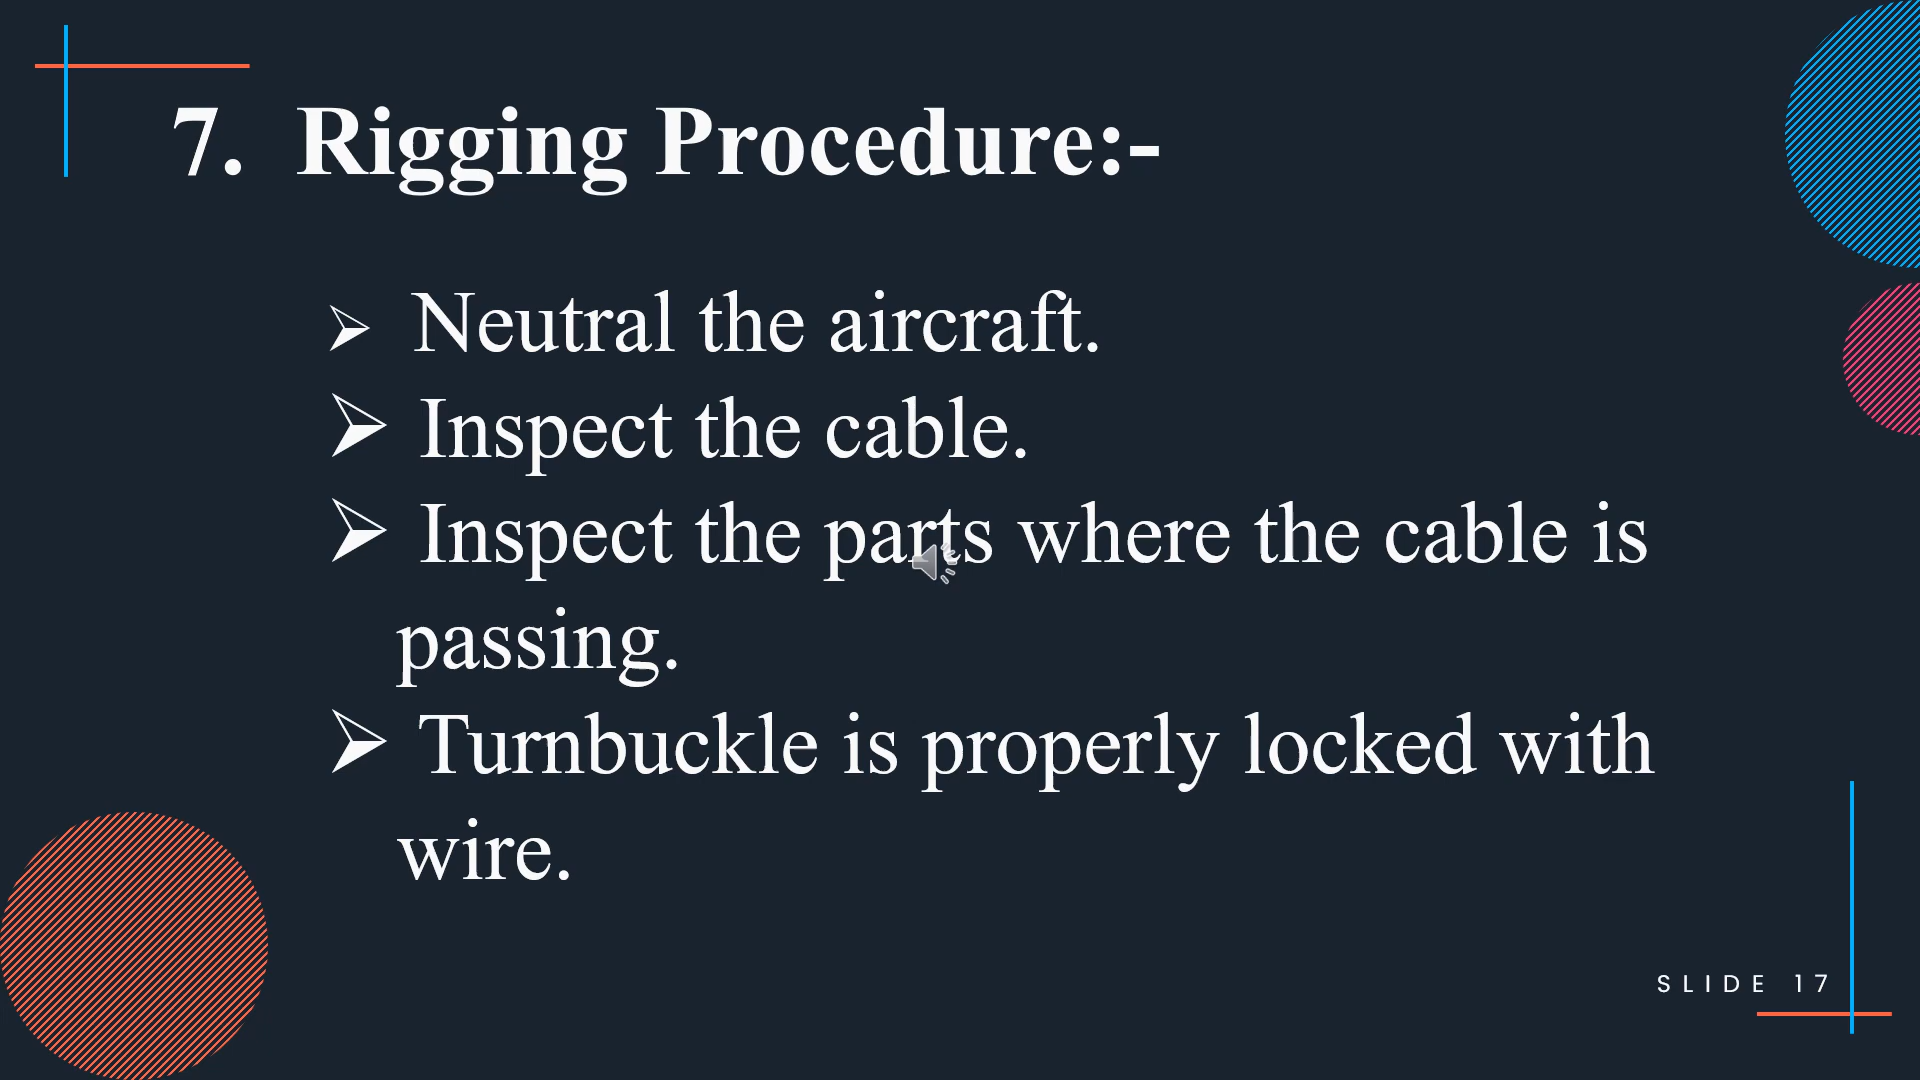 7. Rigging Procedure:-
➢ Neutral the aircraft.
➢ Inspect the cable.
➢ Inspect the parts where the cable is
passing.
➢ Turnbuckle is properly locked with
wire.
SLIDE 17